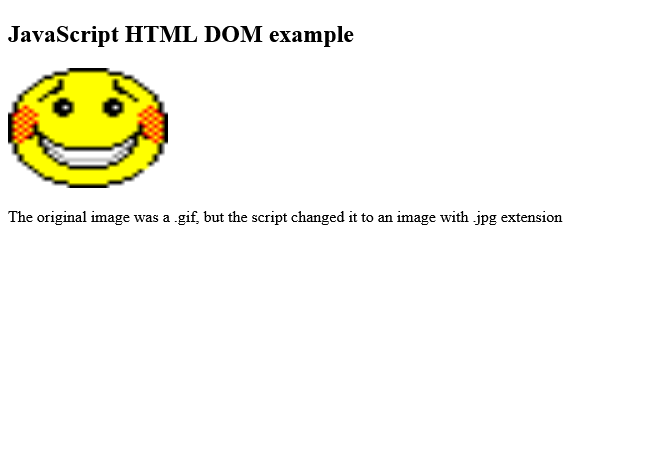 JavaScript HTML DOM example
The original image was a .gif, but the script changed it to an image with .jpg extension